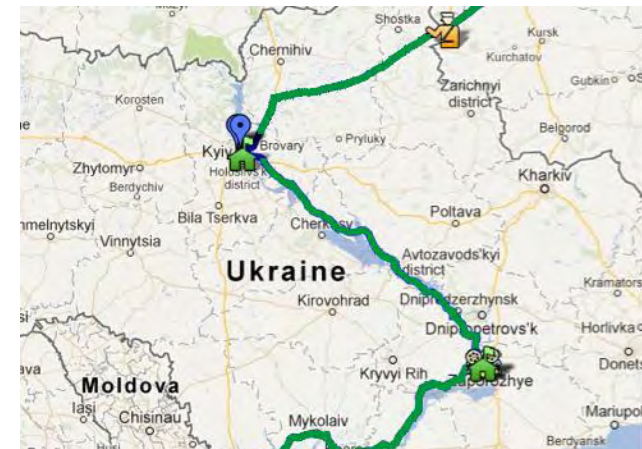 Shostka
Kursk
Chernihiv
Kurchatov
Zarichnyi
district
Gubkin
Korosten
Belgorod
Kyiv
Brovary
Pryluky
Zhytomyr
Holosiivs'k
district
Kharkiv
Berdychiv
Bila Tserkva
Poltava
melnytskyi
Cherkasy
Vinnytsia
Avtozavods'kyi
district
Ukraine
Kirovohrad
Dniprodzerzhynsk
Kramators
Dnipropetrovs'k
Horlivka
Kryvyi Rih
Donets
Zaporozhye
Moldova
Iasi
Chisinau
Mykolaiv
Mariupol
Berdyansk